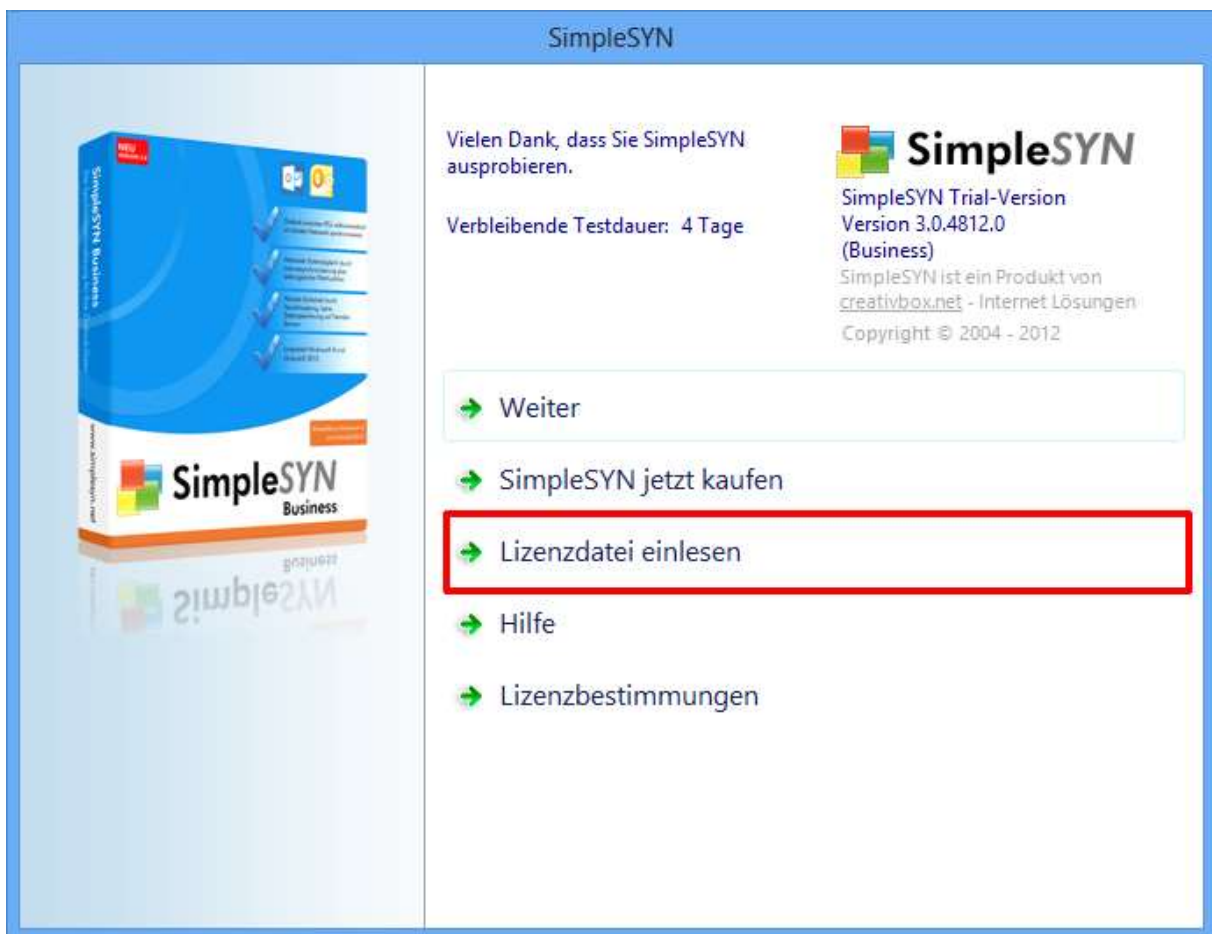 SimpleSYN
NEU
SimpleSYN Business
www.simplesyn.net
SimpleSYN
Business
Vielen Dank, dass Sie SimpleSYN
ausprobieren.
Verbleibende Testdauer: 4 Tage
SimpleSYN
SimpleSYN Trial-Version
Version 3.0.4812.0
(Business)
SimpleSYN ist ein Produkt von
creativbox.net - Internet Lösungen
Copyright © 2004 - 2012
Weiter
SimpleSYN jetzt kaufen
Lizenzdatei einlesen
Hilfe
Lizenzbestimmungen